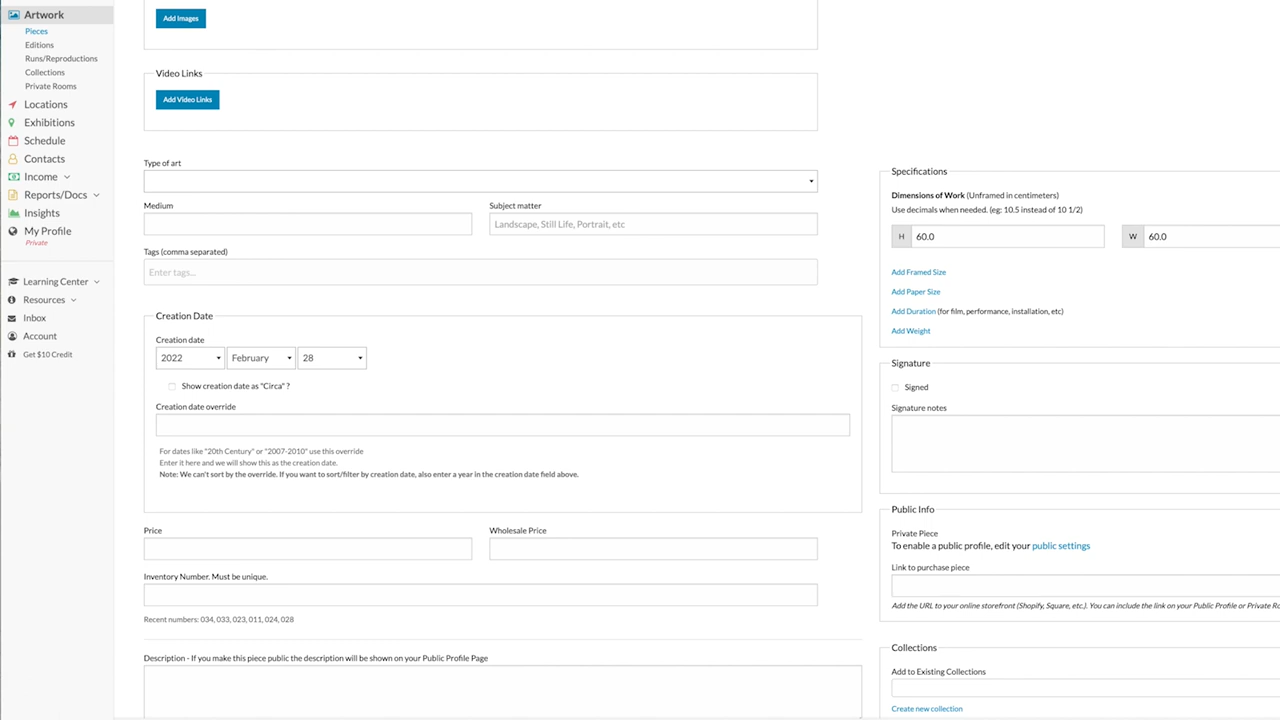 Artwork
Pieces
Editions
Runs/Reproductions
Collections
Private Rooms
Locations
Exhibitions
Schedule
Contacts
Income
Reports/Docs
Insights
My Profile
Private
Learning Center
Resources
Inbox
Account
Get $10 Credit
Add Images
Video Links
Add Video Links
Type of art
Medium
Subject matter
Landscape, Still Life, Portrait, etc
Tags (comma separated)
Enter tags...
Creation Date
Creation date
2022 February 28
Show creation date as "Circa" ?
Creation date override
For dates like "20th Century" or "2007-2010" use this override
Enter it here and we will show this as the creation date.
Note: We can't sort by the override. If you want to sort/filter by creation date, also enter a year in the creation date field above.
Price
Wholesale Price
Inventory Number. Must be unique.
Recent numbers: 034, 033, 023, 011, 024, 028
Description - If you make this piece public the description will be shown on your Public Profile Page
Specifications
Dimensions of Work (Unframed in centimeters)
Use decimals when needed. (eg: 10.5 instead of 10 1/2)
H 60.0 W 60.0
Add Framed Size
Add Paper Size
Add Duration (for film, performance, installation, etc)
Add Weight
Signature
Signed
Signature notes
Public Info
Private Piece
To enable a public profile, edit your public settings
Link to purchase piece
Add the URL to your online storefront (Shopify, Square, etc.). You can include the link on your Public Profile or Private Ro
Collections
Add to Existing Collections
Create new collection